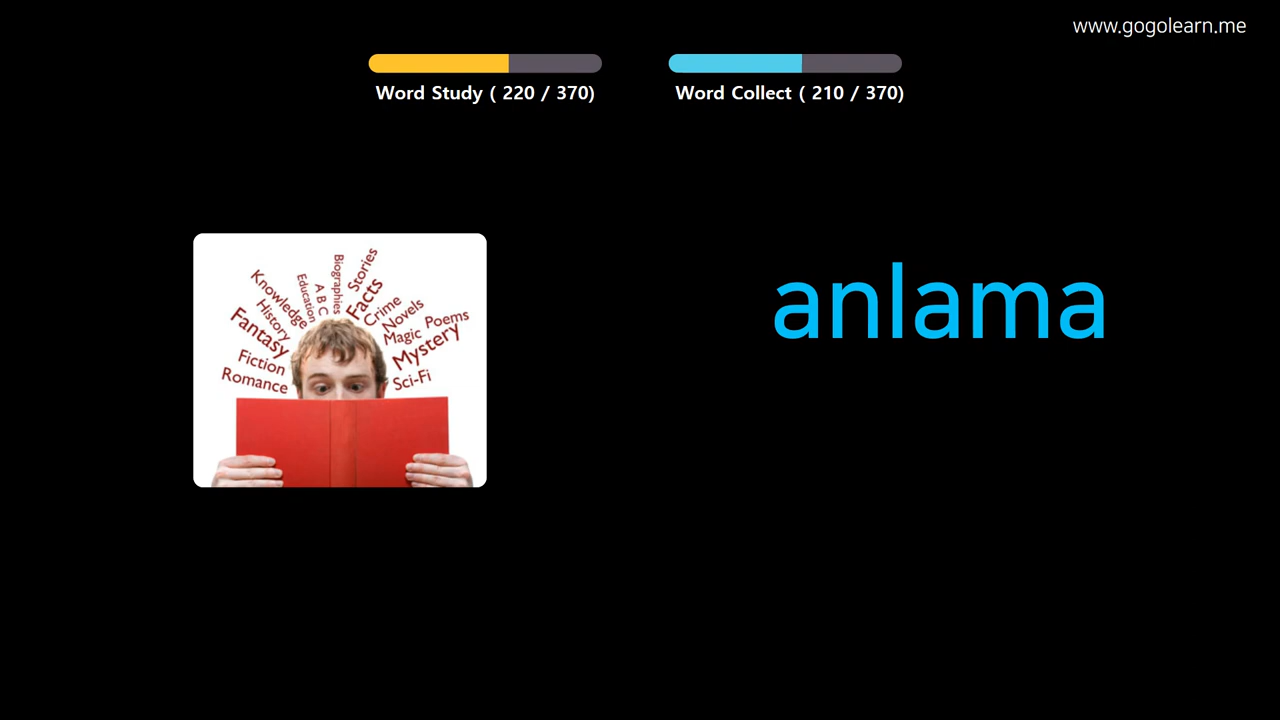 www.gogolearn.me
Word Study ( 220 / 370)
Word Collect ( 210 / 370)
anlama
Stories
Biographies
Facts
A B C
Education
Knowledge
Crime
History
Novels
Poems
Fantasy
Magic
Mystery
Fiction
Romance
Sci-Fi